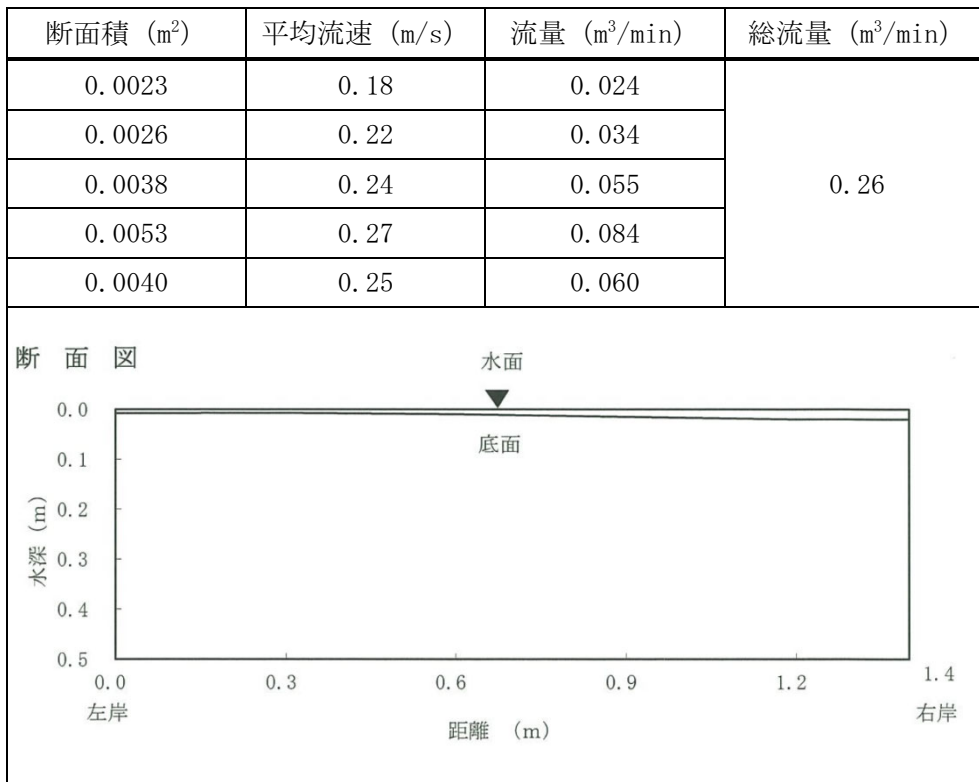 断面積 (m²) 平均流速 (m/s) 流量 (m³/min) 総流量 (m³/min)
0.0023 0.18 0.024
0.0026 0.22 0.034
0.0038 0.24 0.055 0.26
0.0053 0.27 0.084
0.0040 0.25 0.060
断 面 図
水面
▼
底面
0.0
0.1
0.2
0.3
0.4
0.5
水深 (m)
0.0 0.3 0.6 0.9 1.2 1.4
左岸 右岸
距離 (m)